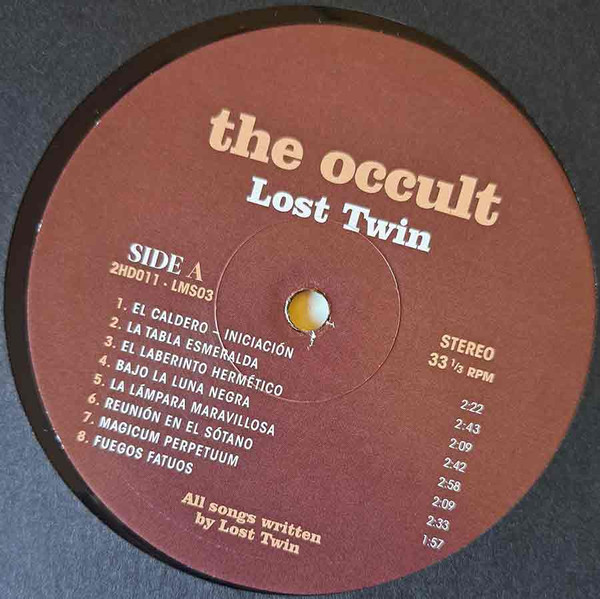 the occult
Lost Twin
SIDE A
2HD011 · LMS03
STEREO
33 1/3 RPM
1. EL CALDERO – INICIACIÓN 2:22
2. LA TABLA ESMERALDA 2:43
3. EL LABERINTO HERMÉTICO 2:09
4. BAJO LA LUNA NEGRA 2:42
5. LA LÁMPARA MARAVILLOSA 2:58
6. REUNIÓN EN EL SÓTANO 2:09
7. MAGICUM PERPETUUM 2:33
8. FUEGOS FATUOS 1:57
All songs written
by Lost Twin